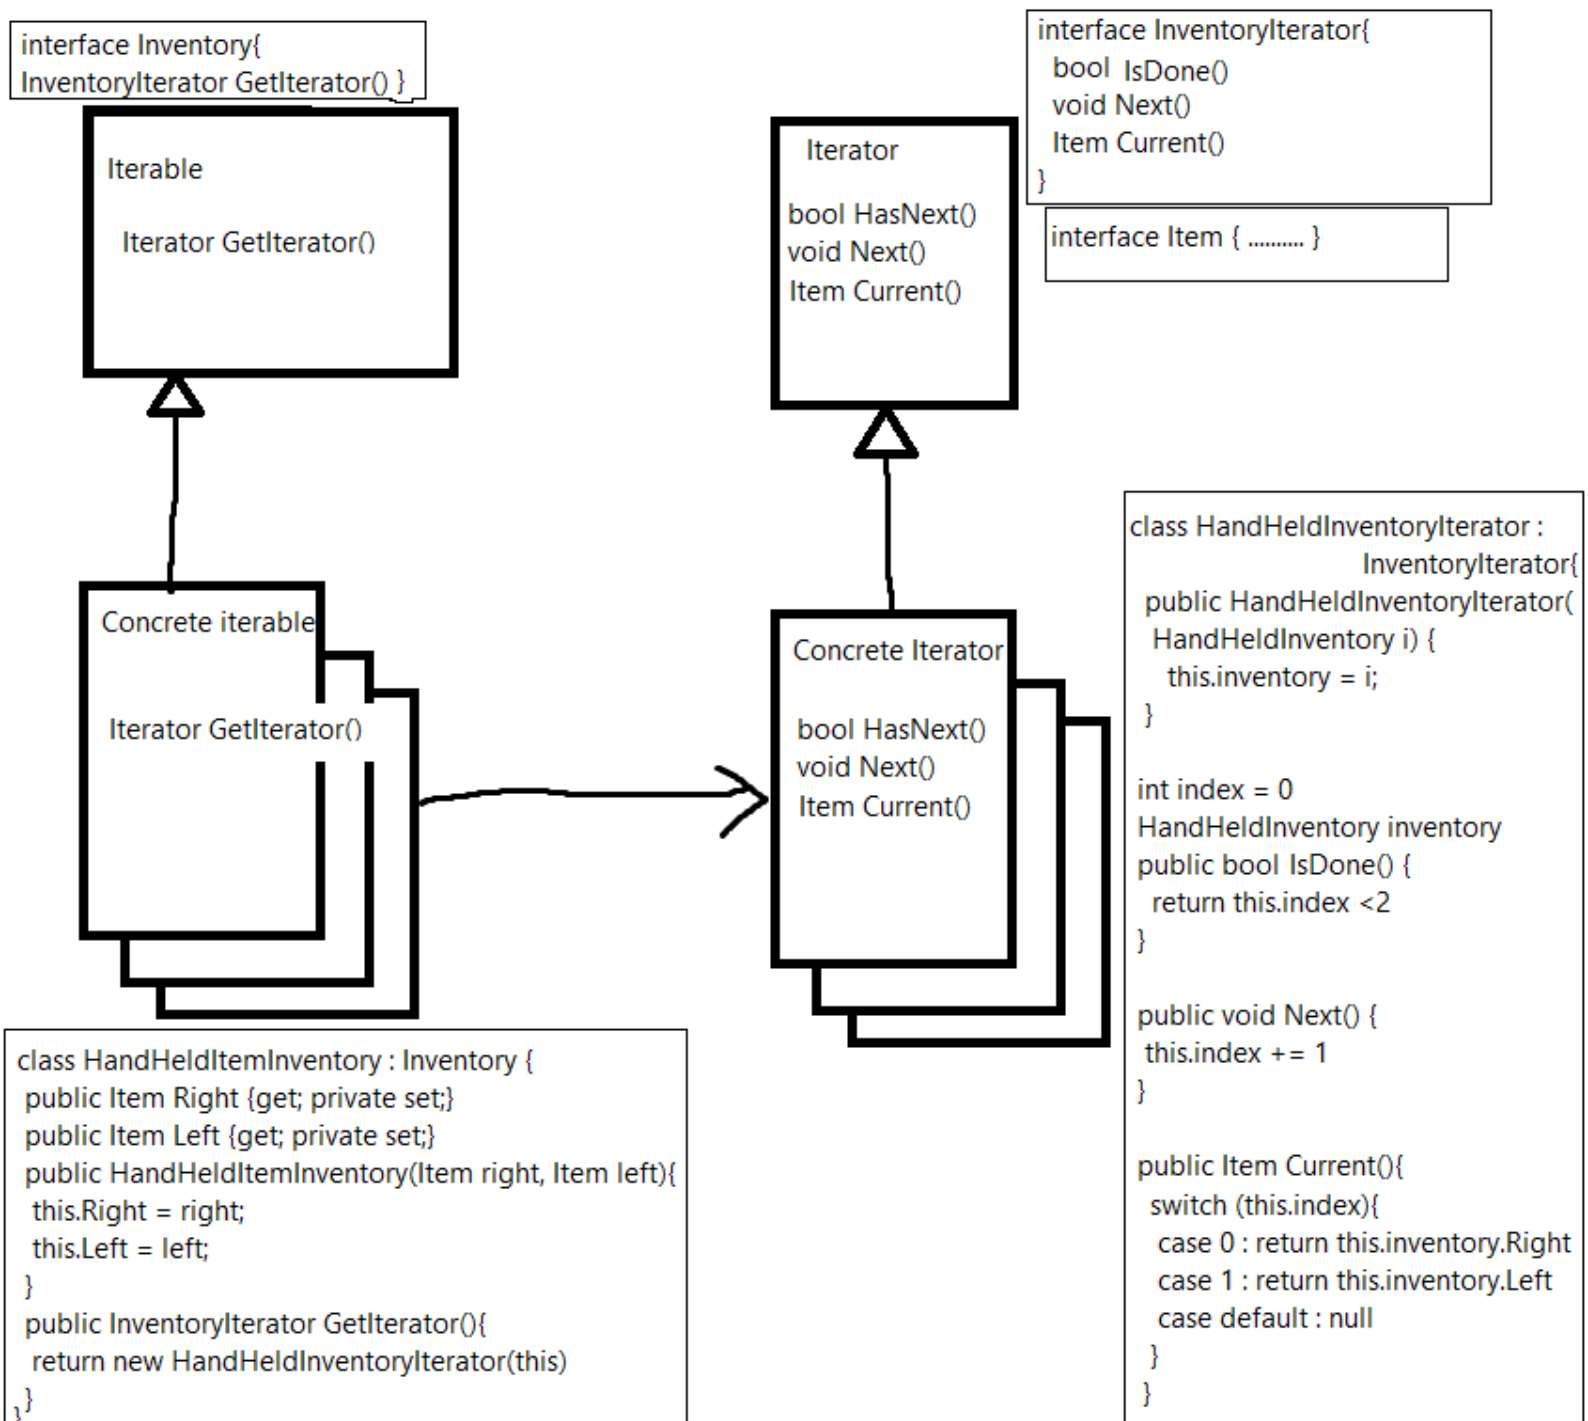 interface Inventory{
InventoryIterator GetIterator() }
Iterable
Iterator GetIterator()
Iterator
bool HasNext()
void Next()
Item Current()
interface InventoryIterator{
bool IsDone()
void Next()
Item Current()
}
interface Item { .......... }
Concrete iterable
Iterator GetIterator()
Concrete Iterator
bool HasNext()
void Next()
Item Current()
class HandHeldInventoryIterator :
InventoryIterator{
public HandHeldInventoryIterator(
HandHeldInventory i) {
this.inventory = i;
}
int index = 0
HandHeldInventory inventory
public bool IsDone() {
return this.index <2
}
public void Next() {
this.index += 1
}
public Item Current(){
switch (this.index){
case 0 : return this.inventory.Right
case 1 : return this.inventory.Left
case default : null
}
}
class HandHeldItemInventory : Inventory {
public Item Right {get; private set;}
public Item Left {get; private set;}
public HandHeldItemInventory(Item right, Item left){
this.Right = right;
this.Left = left;
}
public InventoryIterator GetIterator(){
return new HandHeldInventoryIterator(this)
}
}